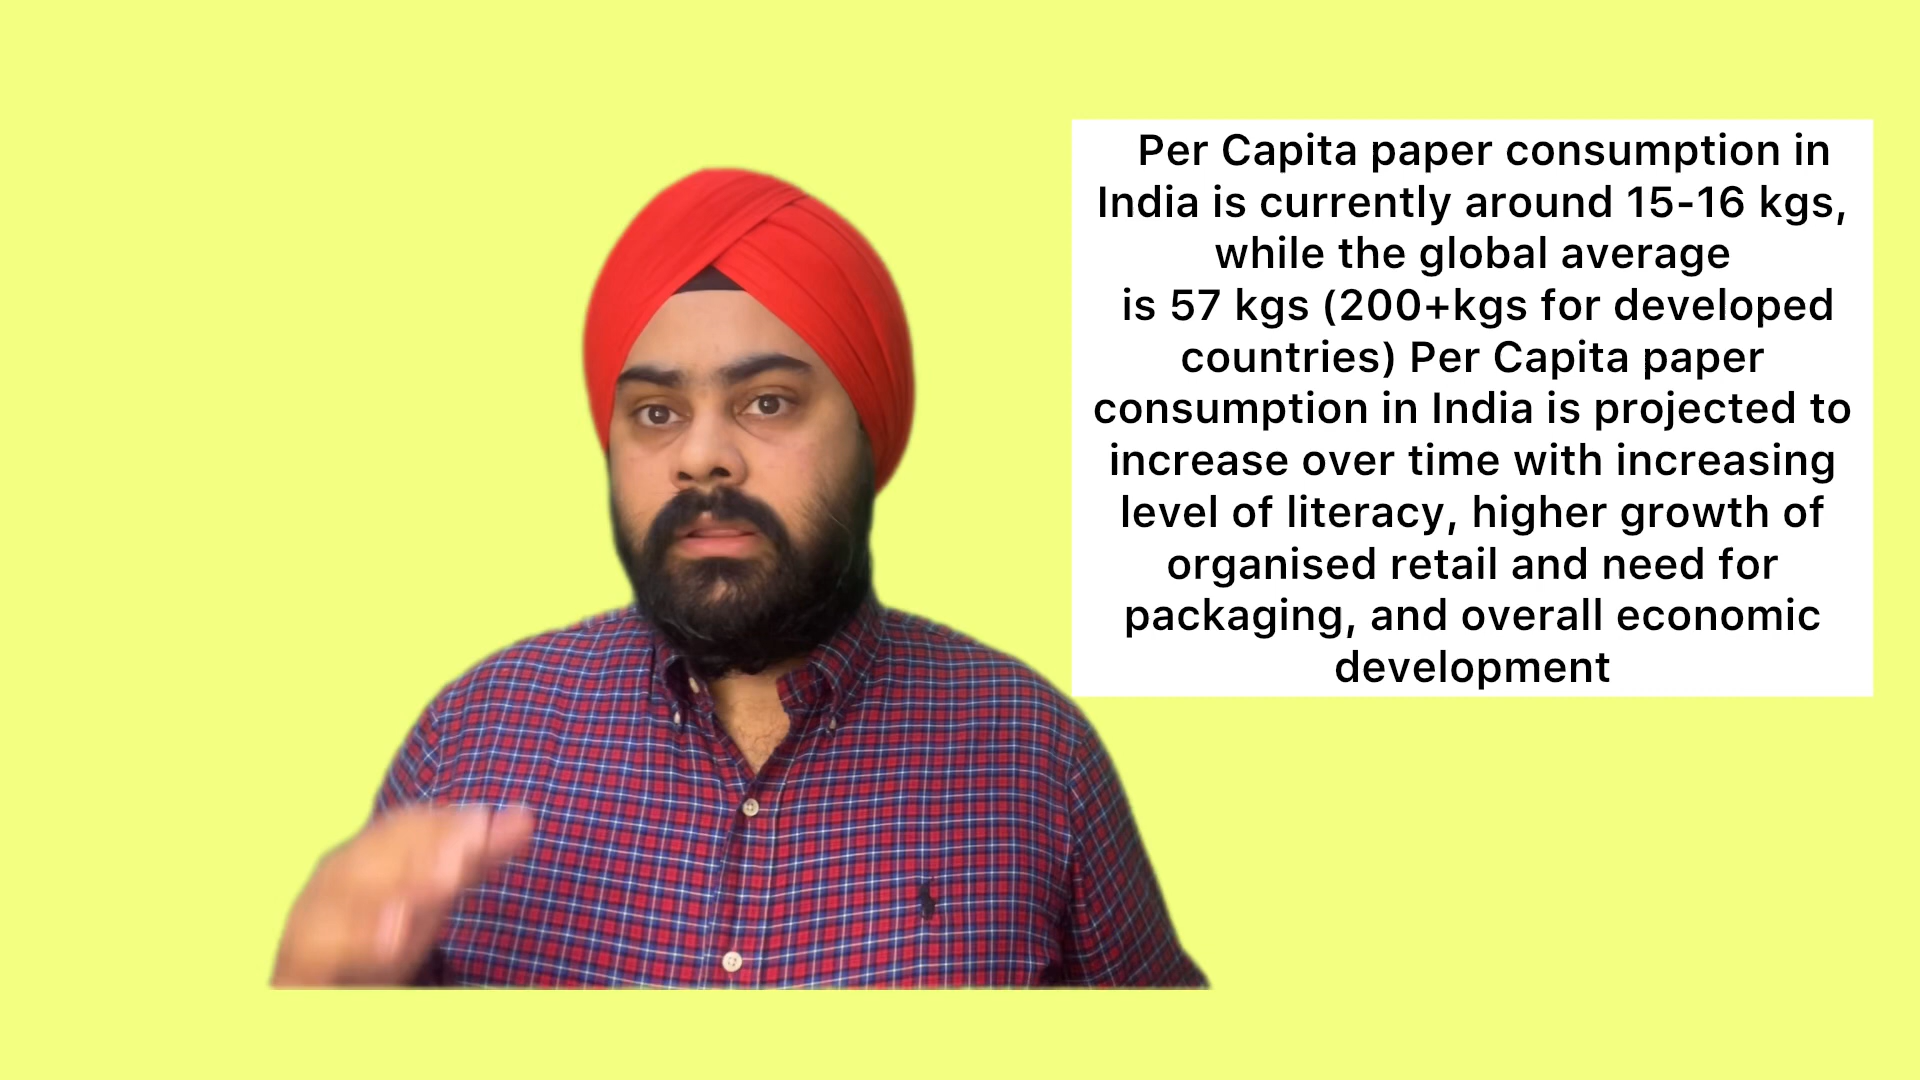 Per Capita paper consumption in
India is currently around 15-16 kgs,
while the global average
is 57 kgs (200+kgs for developed
countries) Per Capita paper
consumption in India is projected to
increase over time with increasing
level of literacy, higher growth of
organised retail and need for
packaging, and overall economic
development